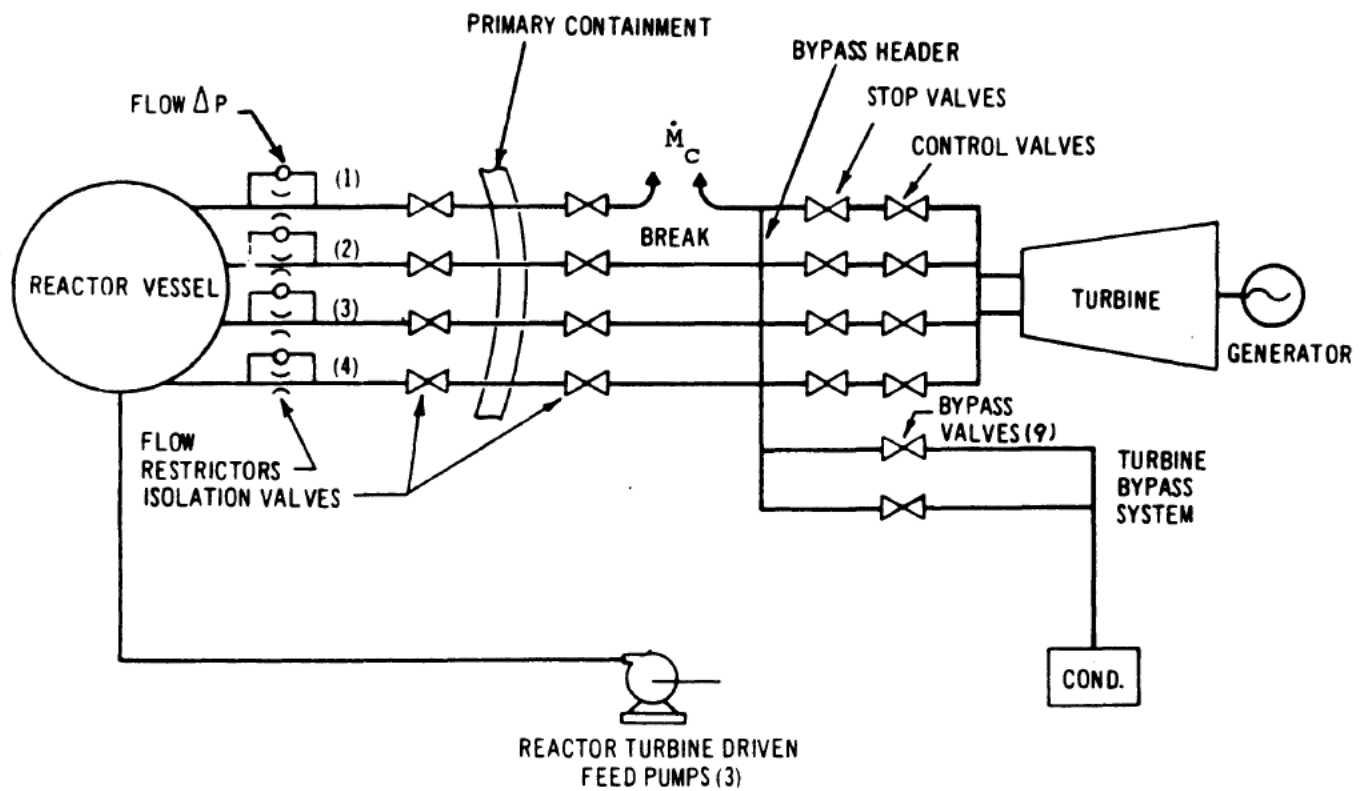 PRIMARY CONTAINMENT
BYPASS HEADER
STOP VALVES
FLOW ΔP
Ṁc
CONTROL VALVES
(1)
BREAK
(2)
REACTOR VESSEL
(3)
TURBINE
GENERATOR
(4)
BYPASS
VALVES (9)
FLOW
RESTRICTORS
ISOLATION VALVES
TURBINE
BYPASS
SYSTEM
COND.
REACTOR TURBINE DRIVEN
FEED PUMPS (3)